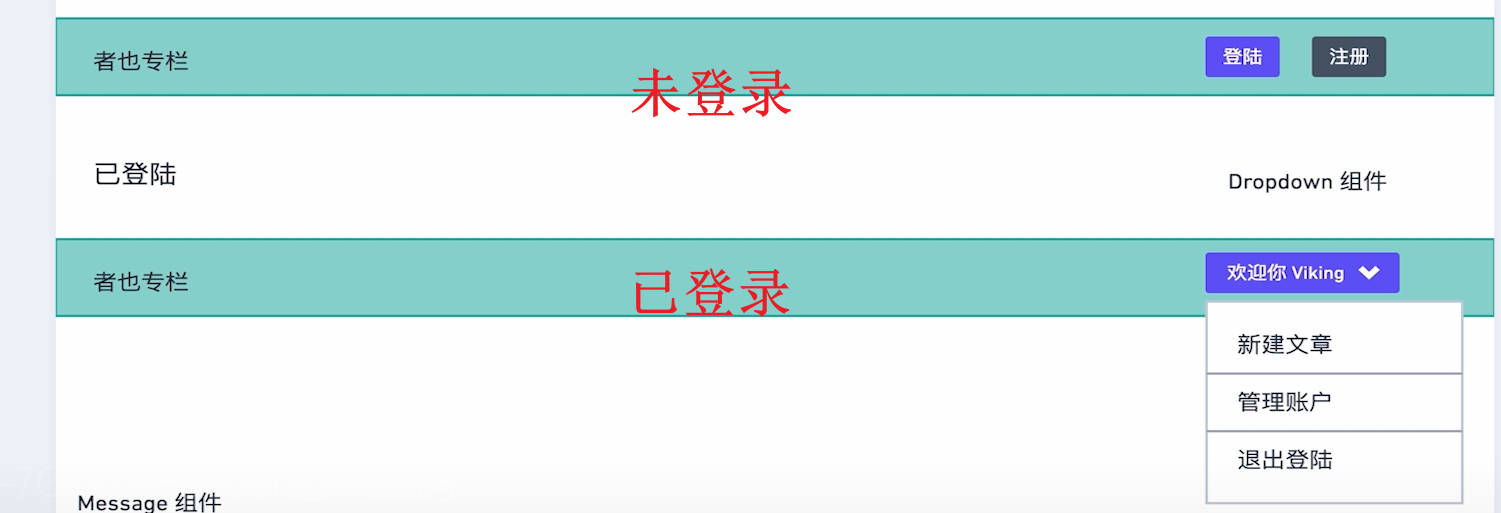 者也专栏 登陆 注册
未登录
已登陆 Dropdown 组件
者也专栏 欢迎你 Viking
已登录
新建文章
管理账户
退出登陆
Message 组件